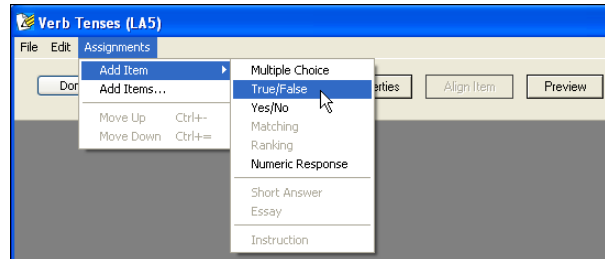 Verb Tenses (LA5)
File Edit Assignments
Add Item
Add Items...
Move Up Ctrl+-
Move Down Ctrl+=
Multiple Choice
True/False
Yes/No
Matching
Ranking
Numeric Response
Short Answer
Essay
Instruction
Align Item
Preview